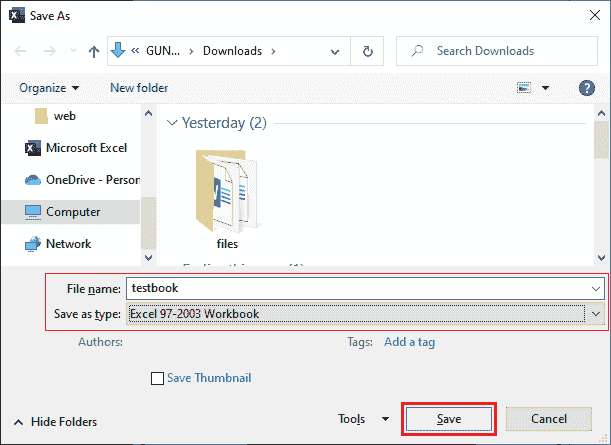 Save As
« GUN... › Downloads ›
Search Downloads
Organize
New folder
web
Microsoft Excel
OneDrive - Person
Computer
Network
Yesterday (2)
files
File name: testbook
Save as type: Excel 97-2003 Workbook
Authors:
Tags: Add a tag
Save Thumbnail
Hide Folders
Tools
Save
Cancel